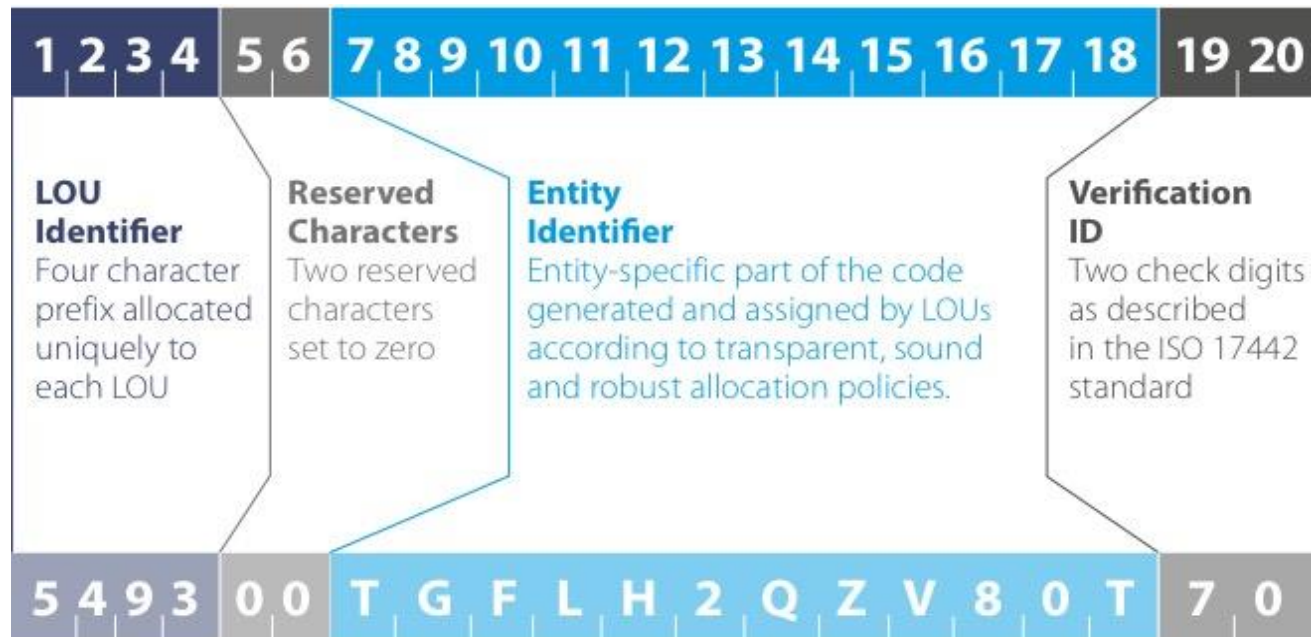 1 2 3 4 5 6 7 8 9 10 11 12 13 14 15 16 17 18 19 20
LOU
Identifier
Four character
prefix allocated
uniquely to
each LOU
Reserved
Characters
Two reserved
characters
set to zero
Entity
Identifier
Entity-specific part of the code
generated and assigned by LOUs
according to transparent, sound
and robust allocation policies.
Verification
ID
Two check digits
as described
in the ISO 17442
standard
5 4 9 3 0 0 T G F L H 2 Q Z V 8 0 T 7 0